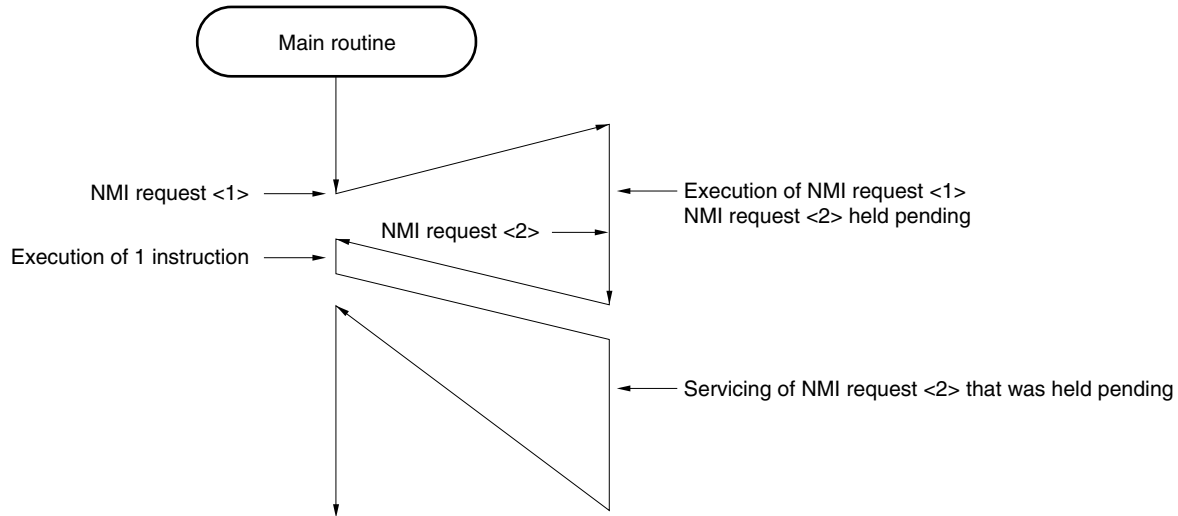 Main routine
NMI request <1>
Execution of NMI request <1>
NMI request <2> held pending
NMI request <2>
Execution of 1 instruction
Servicing of NMI request <2> that was held pending